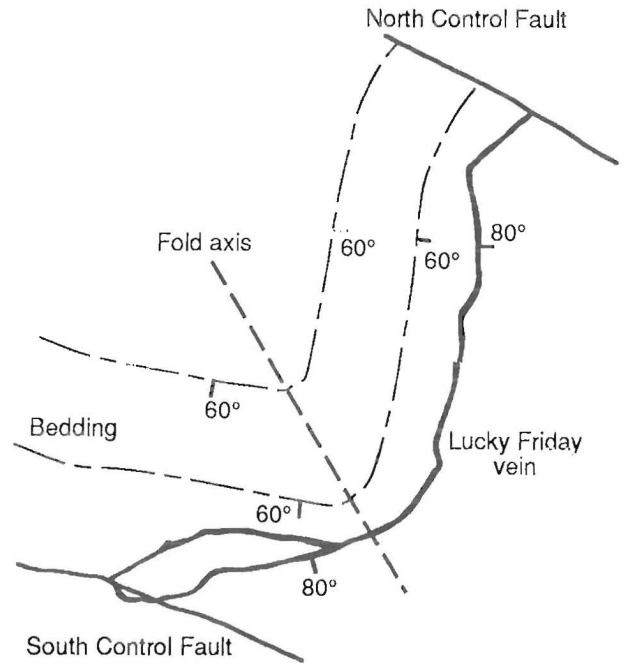 North Control Fault
Fold axis
60°
60°
80°
60°
Bedding
Lucky Friday
vein
60°
80°
South Control Fault